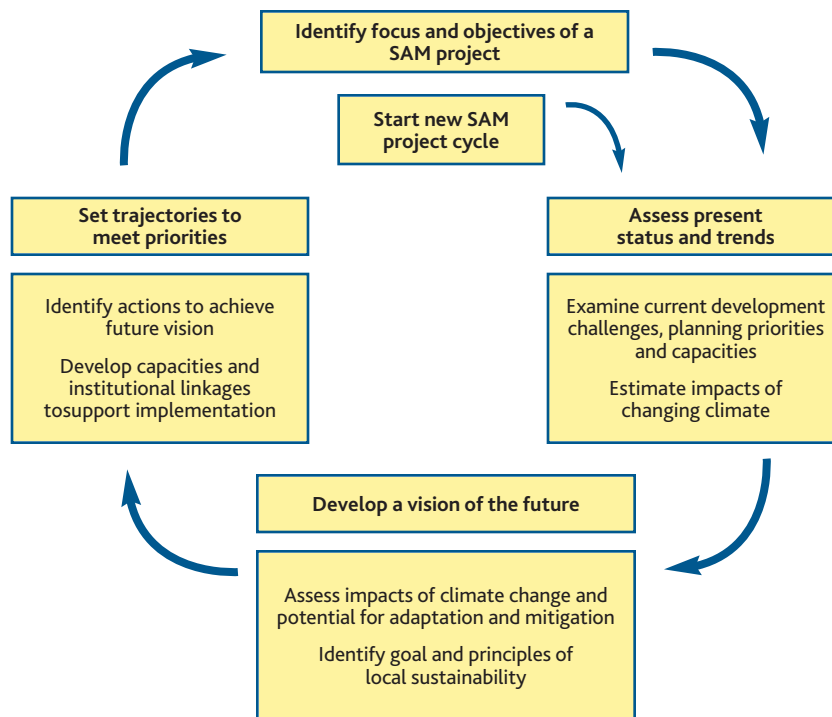 Identify focus and objectives of a
SAM project
Start new SAM
project cycle
Assess present
status and trends
Examine current development
challenges, planning priorities
and capacities
Estimate impacts of
changing climate
Develop a vision of the future
Assess impacts of climate change and
potential for adaptation and mitigation
Identify goal and principles of
local sustainability
Set trajectories to
meet priorities
Identify actions to achieve
future vision
Develop capacities and
institutional linkages
tosupport implementation